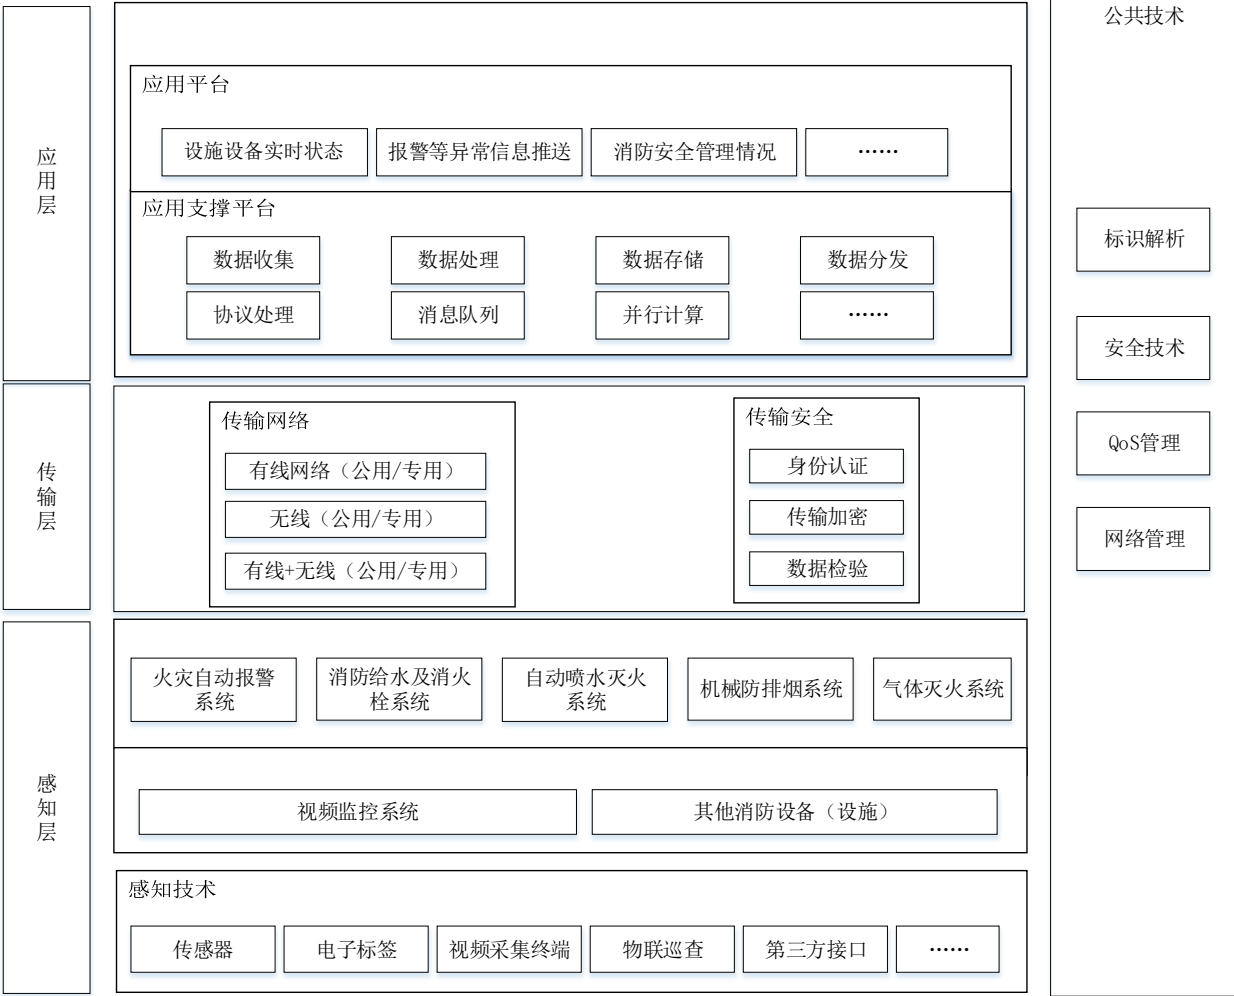 应
用
层
应用平台
设施设备实时状态
报警等异常信息推送
消防安全管理情况
……
应用支撑平台
数据收集
数据处理
数据存储
数据分发
协议处理
消息队列
并行计算
……
传
输
层
传输网络
有线网络（公用/专用）
无线（公用/专用）
有线+无线（公用/专用）
传输安全
身份认证
传输加密
数据检验
感
知
层
火灾自动报警
系统
消防给水及消火
栓系统
自动喷水灭火
系统
机械防排烟系统
气体灭火系统
视频监控系统
其他消防设备（设施）
感知技术
传感器
电子标签
视频采集终端
物联巡查
第三方接口
……
公共技术
标识解析
安全技术
QoS管理
网络管理